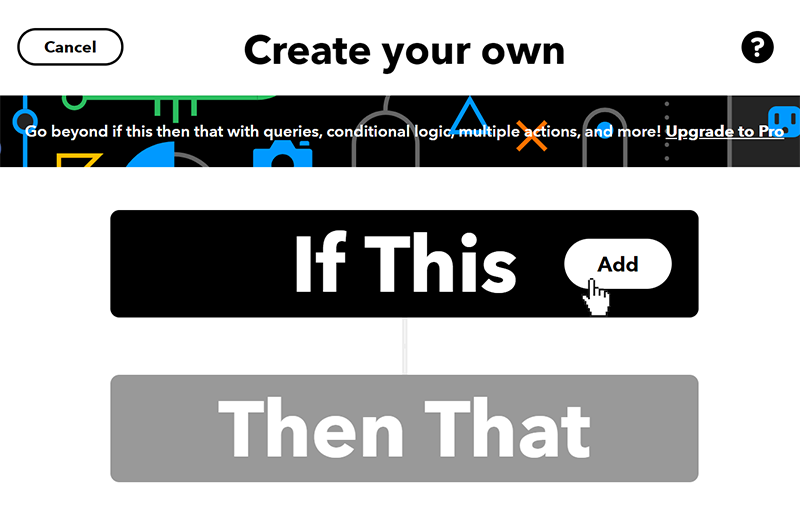 Cancel
Create your own
?
Go beyond if this then that with queries, conditional logic, multiple actions, and more! Upgrade to Pro
If This
Add
Then That